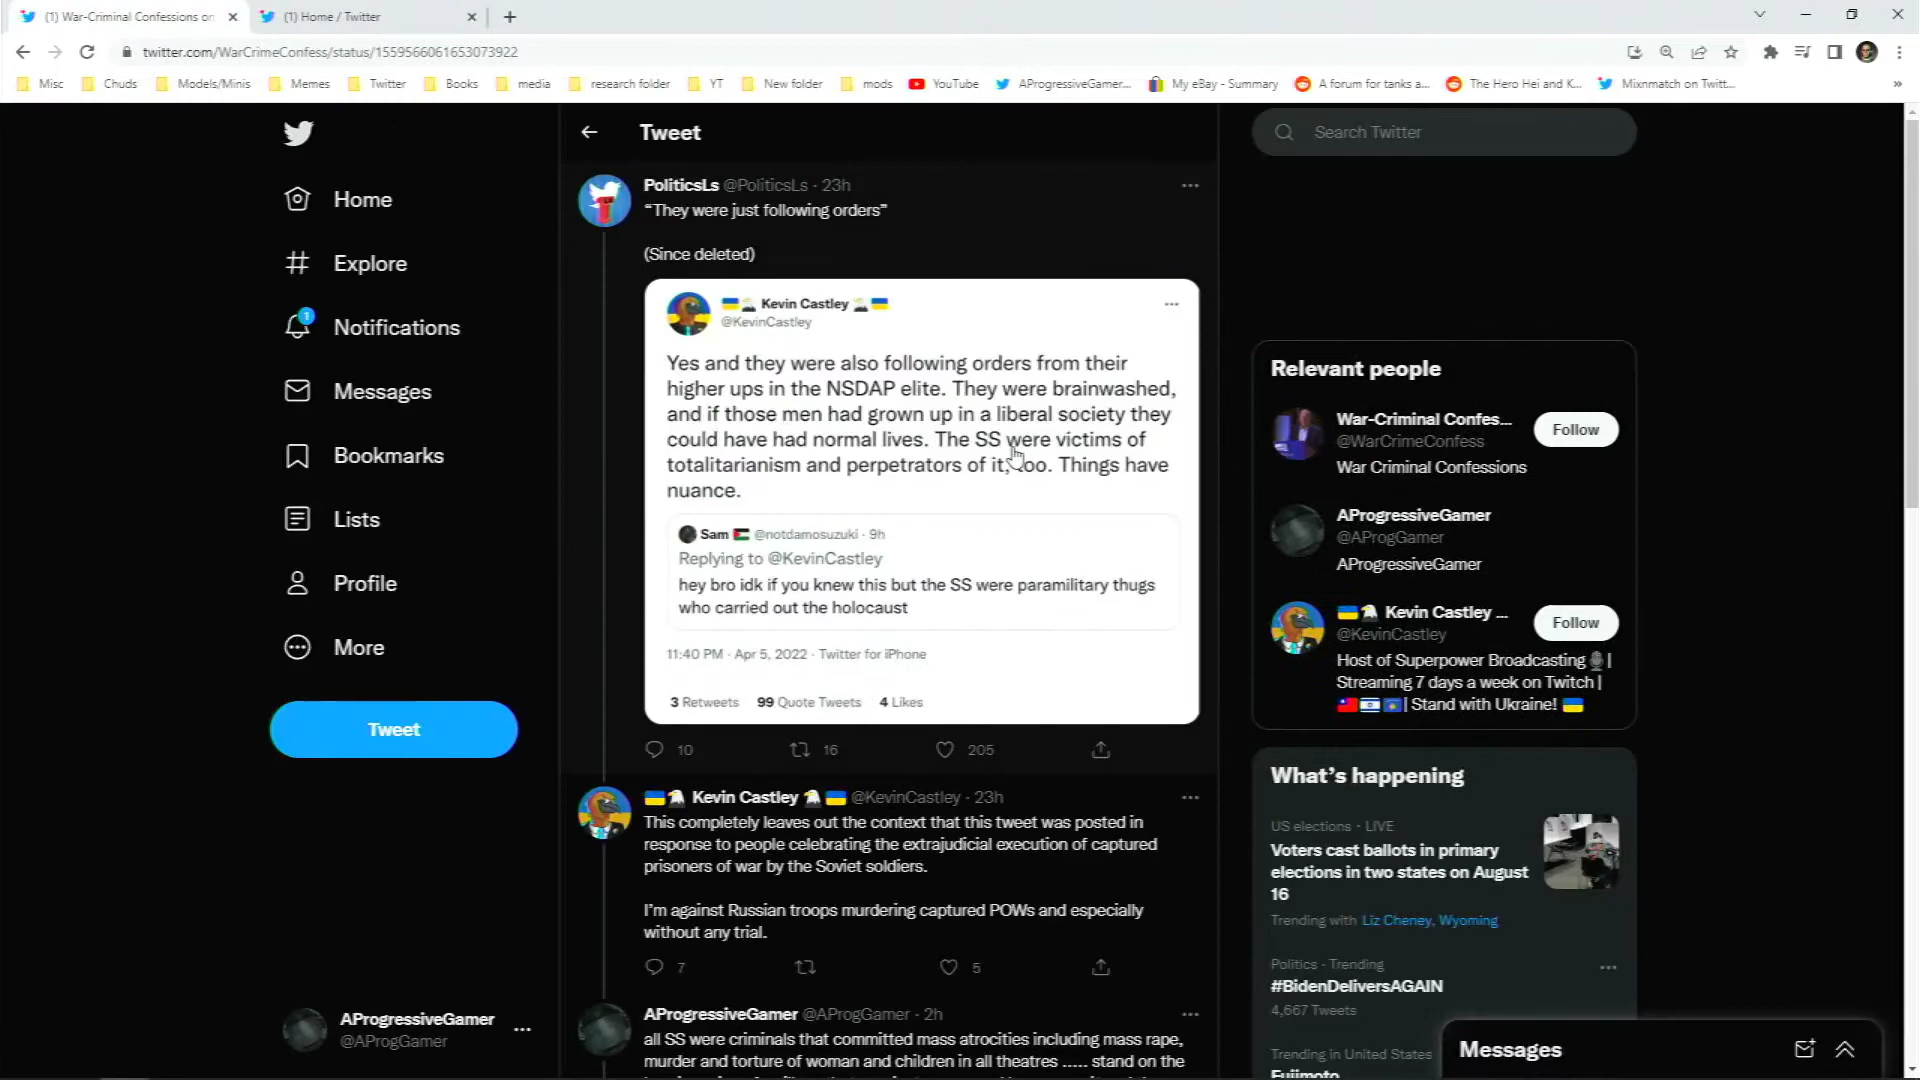 (1) War-Criminal Confessions on
(1) Home / Twitter
twitter.com/WarCrimeConfess/status/1559566061653073922
Misc
Chuds
Models/Minis
Memes
Twitter
Books
media
research folder
YT
New folder
mods
YouTube
AProgressiveGamer...
My eBay - Summary
A forum for tanks a...
The Hero Hei and K...
Mixnmatch on Twitt...
»
Home
Explore
1
Notifications
Messages
Bookmarks
Lists
Profile
More
Tweet
AProgressiveGamer
@AProgGamer
Tweet
PoliticsLs @PoliticsLs · 23h
“They were just following orders”
(Since deleted)
Kevin Castley
@KevinCastley
Yes and they were also following orders from their
higher ups in the NSDAP elite. They were brainwashed,
and if those men had grown up in a liberal society they
could have had normal lives. The SS were victims of
totalitarianism and perpetrators of it, too. Things have
nuance.
Sam @notdamosuzuki · 9h
Replying to @KevinCastley
hey bro idk if you knew this but the SS were paramilitary thugs
who carried out the holocaust
11:40 PM · Apr 5, 2022 · Twitter for iPhone
3 Retweets 99 Quote Tweets 4 Likes
10 16 205
Kevin Castley @KevinCastley · 23h
This completely leaves out the context that this tweet was posted in
response to people celebrating the extrajudicial execution of captured
prisoners of war by the Soviet soldiers.
I’m against Russian troops murdering captured POWs and especially
without any trial.
7 5
AProgressiveGamer @AProgGamer · 2h
all SS were criminals that committed mass atrocities including mass rape,
murder and torture of woman and children in all theatres ..... stand on the
Search Twitter
Relevant people
War-Criminal Confes...
@WarCrimeConfess
Follow
War Criminal Confessions
AProgressiveGamer
@AProgGamer
AProgressiveGamer
Kevin Castley ...
@KevinCastley
Follow
Host of Superpower Broadcasting |
Streaming 7 days a week on Twitch |
| Stand with Ukraine!
What’s happening
US elections · LIVE
Voters cast ballots in primary
elections in two states on August
16
Trending with Liz Cheney, Wyoming
Politics · Trending
#BidenDeliversAGAIN
4,667 Tweets
Trending in United States
Fujimoto
Messages